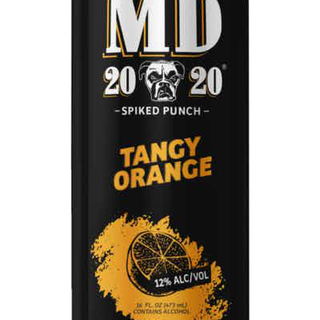 MD
20 20®
-SPIKED PUNCH-
TANGY
ORANGE
12% ALC/VOL
16 FL. OZ (473 mL)
CONTAINS ALCOHOL